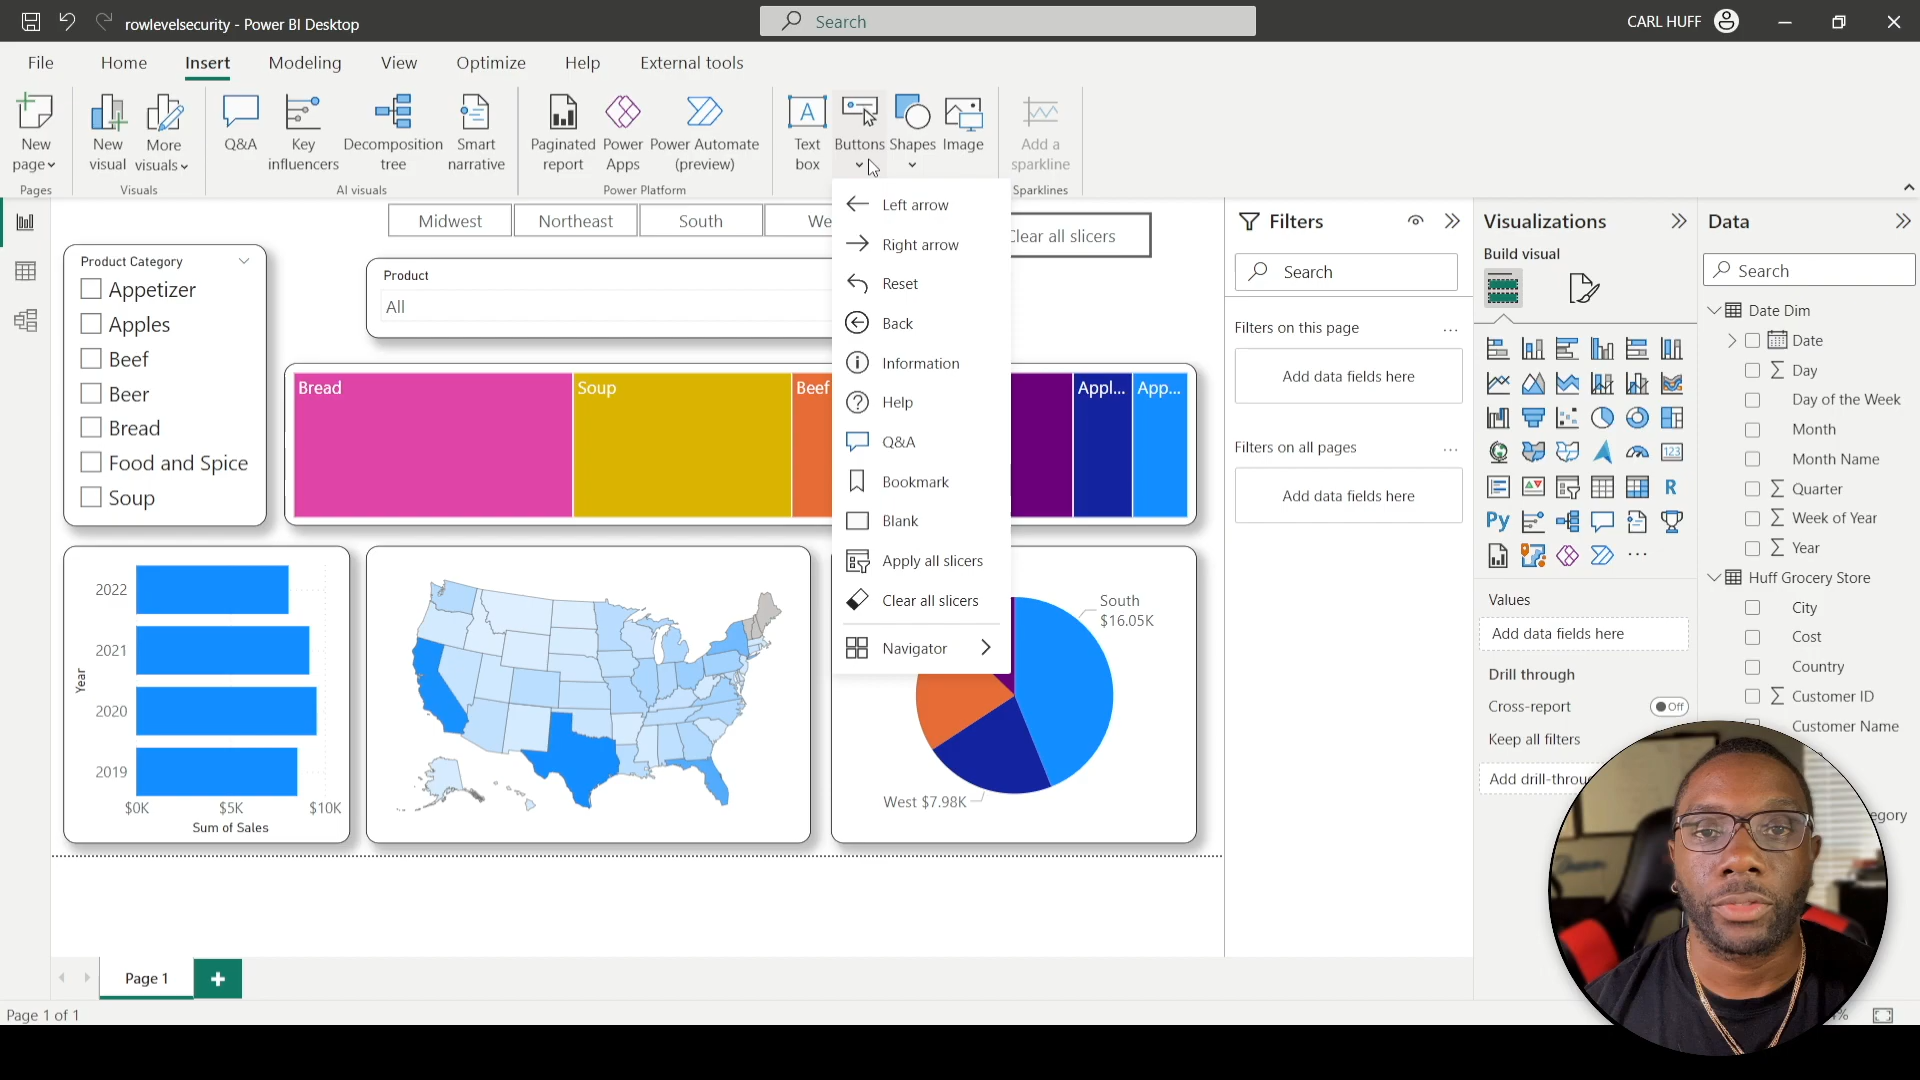 rowlevelsecurity - Power BI Desktop
Search
CARL HUFF
File
Home
Insert
Modeling
View
Optimize
Help
External tools
New
page
New
visual
More
visuals
Q&A
Key
influencers
Decomposition
tree
Smart
narrative
Paginated
report
Power
Apps
Power Automate
(preview)
Text
box
Buttons
Shapes
Image
Add a
sparkline
Pages
Visuals
AI visuals
Power Platform
Sparklines
Midwest
Northeast
South
We
Clear all slicers
Product Category
Appetizer
Apples
Beef
Beer
Bread
Food and Spice
Soup
Product
All
Bread
Soup
Beef
Appl...
App...
Left arrow
Right arrow
Reset
Back
Information
Help
Q&A
Bookmark
Blank
Apply all slicers
Clear all slicers
Navigator
2022
2021
2020
2019
Year
$0K
$5K
$10K
Sum of Sales
South
$16.05K
West $7.98K
Filters
Search
Filters on this page
...
Add data fields here
Filters on all pages
...
Add data fields here
Visualizations
Build visual
123
R
Py
...
Values
Add data fields here
Drill through
Cross-report
Off
Keep all filters
Add drill-throu
Data
Search
Date Dim
Date
Day
Day of the Week
Month
Month Name
Quarter
Week of Year
Year
Huff Grocery Store
City
Cost
Country
Customer ID
Customer Name
egory
Page 1
Page 1 of 1
%